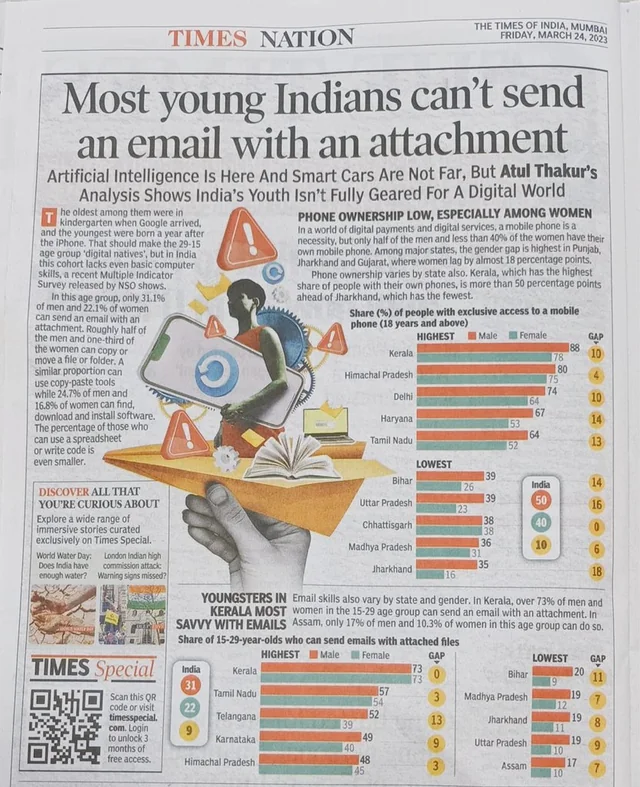 TIMES NATION
THE TIMES OF INDIA, MUMBAI
FRIDAY, MARCH 24, 2023
Most young Indians can't send
an email with an attachment
Artificial Intelligence Is Here And Smart Cars Are Not Far, But Atul Thakur's
Analysis Shows India's Youth Isn't Fully Geared For A Digital World
The oldest among them were in
kindergarten when Google arrived,
and the youngest were born a year after
the iPhone. That should make the 29-15
age group 'digital natives', but in India
this cohort lacks even basic computer
skills, a recent Multiple Indicator
Survey released by NSO shows.
In this age group, only 31.1%
of men and 22.1% of women
can send an email with an
attachment. Roughly half of
the men and one-third of
the women can copy or
move a file or folder. A
similar proportion can
use copy-paste tools
while 24.7% of men and
16.8% of women can find,
download and install software.
The percentage of those who
can use a spreadsheet
or write code is
even smaller.
DISCOVER ALL THAT
YOU'RE CURIOUS ABOUT
Explore a wide range of
immersive stories curated
exclusively on Times Special.
World Water Day:
Does India have
enough water?
London Indian high
commission attack:
Warning signs missed?
TIMES Special
Scan this QR
code or visit
timesspecial.
com. Login
to unlock 3
months of
free access.
PHONE OWNERSHIP LOW, ESPECIALLY AMONG WOMEN
In a world of digital payments and digital services, a mobile phone is a
necessity, but only half of the men and less than 40% of the women have their
own mobile phone. Among major states, the gender gap is highest in Punjab,
Jharkhand and Gujarat, where women lag by almost 18 percentage points.
Phone ownership varies by state also. Kerala, which has the highest
share of people with their own phones, is more than 50 percentage points
ahead of Jharkhand, which has the fewest.
Share (%) of people with exclusive access to a mobile
phone (18 years and above)
HIGHEST Male Female GAP
Kerala 88 78 10
Himachal Pradesh 80 75 4
Delhi 74 64 10
Haryana 67 53 14
Tamil Nadu 64 52 13
LOWEST
Bihar 39 26 14
Uttar Pradesh 39 23 16
Chhattisgarh 38 38 0
Madhya Pradesh 36 31 6
Jharkhand 35 16 18
India
50
40
10
YOUNGSTERS IN
KERALA MOST
SAVVY WITH EMAILS
Email skills also vary by state and gender. In Kerala, over 73% of men and
women in the 15-29 age group can send an email with an attachment. In
Assam, only 17% of men and 10.3% of women in this age group can do so.
Share of 15-29-year-olds who can send emails with attached files
India
31
22
9
HIGHEST Male Female GAP
Kerala 73 73 0
Tamil Nadu 57 54 3
Telangana 52 39 13
Karnataka 49 40 9
Himachal Pradesh 48 45 3
LOWEST GAP
Bihar 20 9 11
Madhya Pradesh 19 12 7
Jharkhand 19 11 8
Uttar Pradesh 19 10 9
Assam 17 10 7